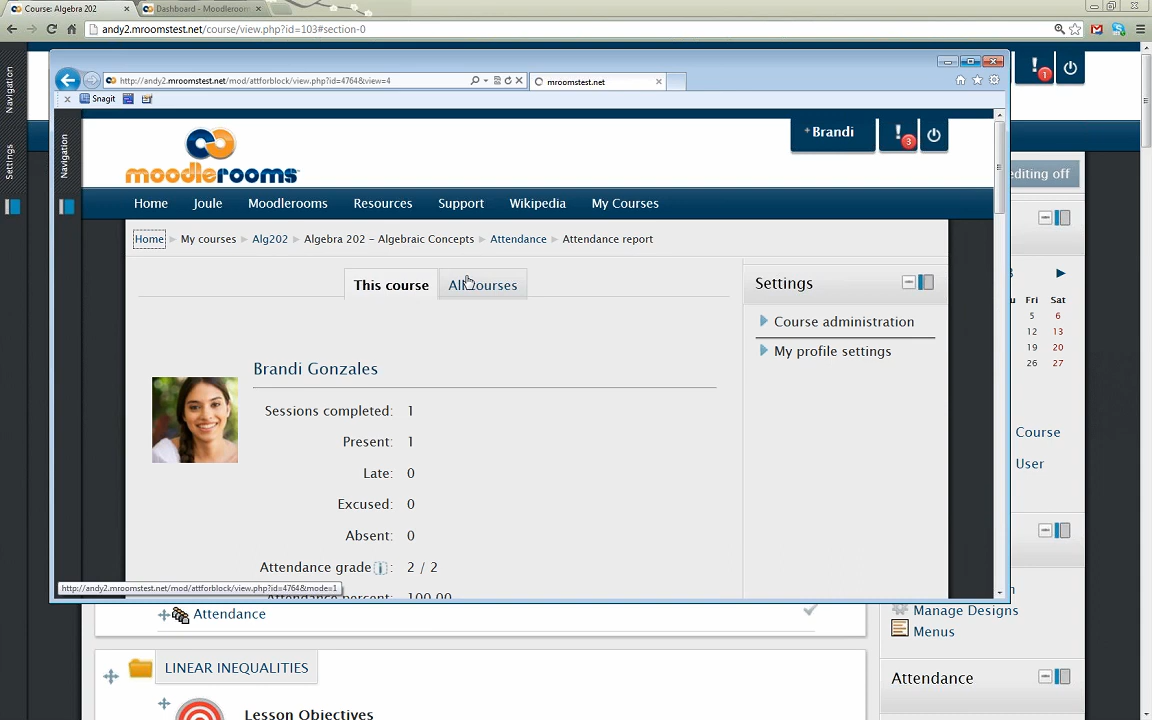 Course: Algebra 202
Dashboard - Moodleroom
andy2.mroomstest.net/course/view.php?id=103#section-0
http://andy2.mroomstest.net/mod/attforblock/view.php?id=4764&view=4
mroomstest.net
Snagit
Navigation
Settings
Navigation
moodlerooms
Brandi
3
1
Home
Joule
Moodlerooms
Resources
Support
Wikipedia
My Courses
editing off
Home
My courses
Alg202
Algebra 202 - Algebraic Concepts
Attendance
Attendance report
This course
All courses
Settings
Course administration
My profile settings
Fri Sat
5 6
12 13
19 20
26 27
Brandi Gonzales
Sessions completed: 1
Present: 1
Late: 0
Excused: 0
Absent: 0
Attendance grade 2 / 2
Attendance percent: 100.00
http://andy2.mroomstest.net/mod/attforblock/view.php?id=4764&mode=1
Course
User
Attendance
Manage Designs
Menus
LINEAR INEQUALITIES
Attendance
Lesson Objectives